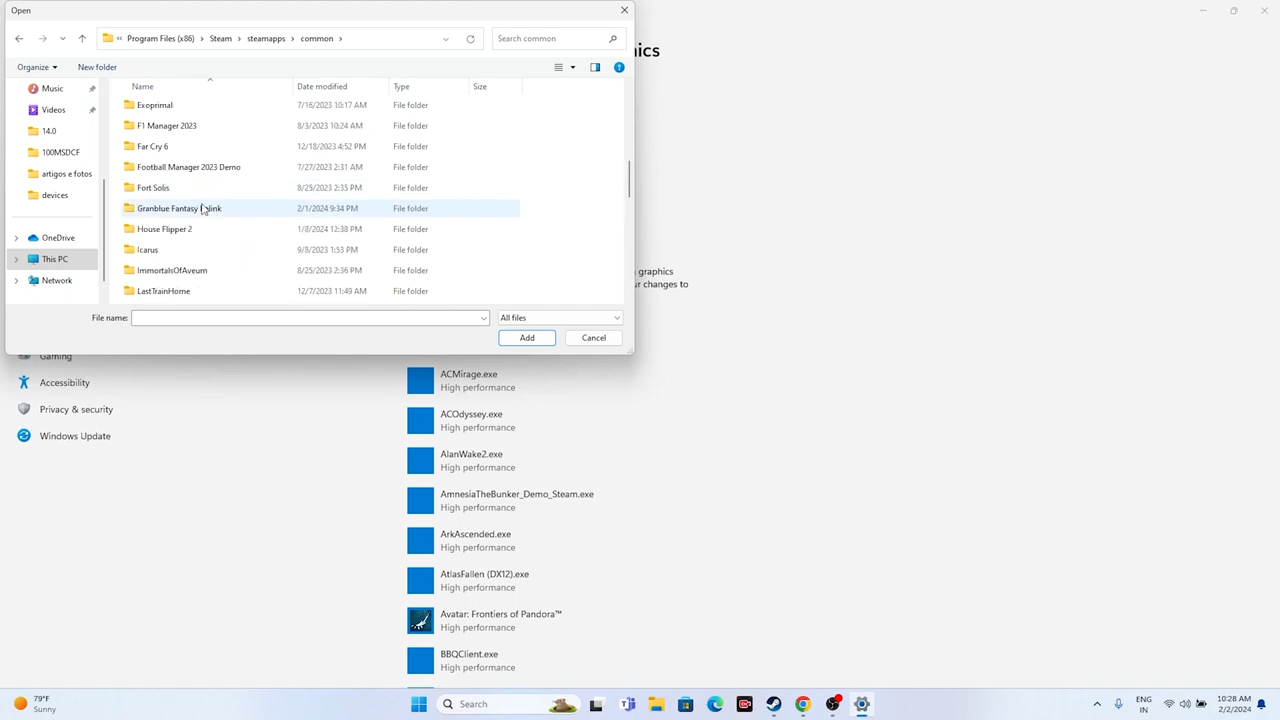 Open
Program Files (x86) Steam steamapps common
Search common
Organize New folder
Name Date modified Type Size
Music
Videos
14.0
100MSDCF
artigos e fotos
devices
OneDrive
This PC
Network
Exoprimal 7/16/2023 10:17 AM File folder
F1 Manager 2023 8/3/2023 10:24 AM File folder
Far Cry 6 12/18/2023 4:52 PM File folder
Football Manager 2023 Demo 7/27/2023 2:31 AM File folder
Fort Solis 8/25/2023 2:35 PM File folder
Granblue Fantasy 2/1/2024 9:34 PM File folder
House Flipper 2 1/8/2024 12:38 PM File folder
Icarus 9/8/2023 1:53 PM File folder
ImmortalsOfAveum 8/25/2023 2:36 PM File folder
LastTrainHome 12/7/2023 11:49 AM File folder
File name: All files
Add Cancel
ics
graphics
ur changes to
Gaming
Accessibility
Privacy & security
Windows Update
ACMirage.exe
High performance
ACOdyssey.exe
High performance
AlanWake2.exe
High performance
AmnesiaTheBunker_Demo_Steam.exe
High performance
ArkAscended.exe
High performance
AtlasFallen (DX12).exe
High performance
Avatar: Frontiers of Pandora™
High performance
BBQClient.exe
High performance
79°F
Sunny
Search
ENG
IN
10:28 AM
2/2/2024